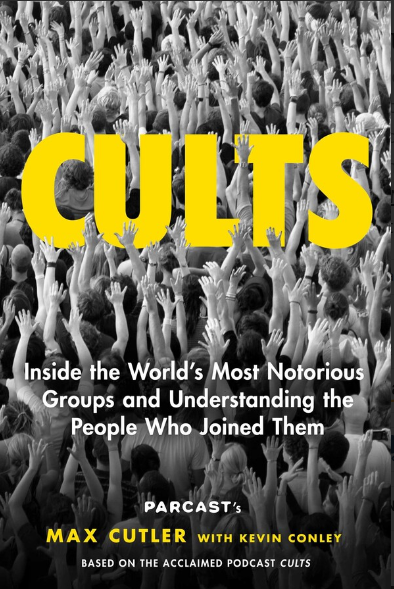 CULTS
Inside the World's Most Notorious
Groups and Understanding the
People Who Joined Them
PARCAST's
MAX CUTLER WITH KEVIN CONLEY
BASED ON THE ACCLAIMED PODCAST CULTS